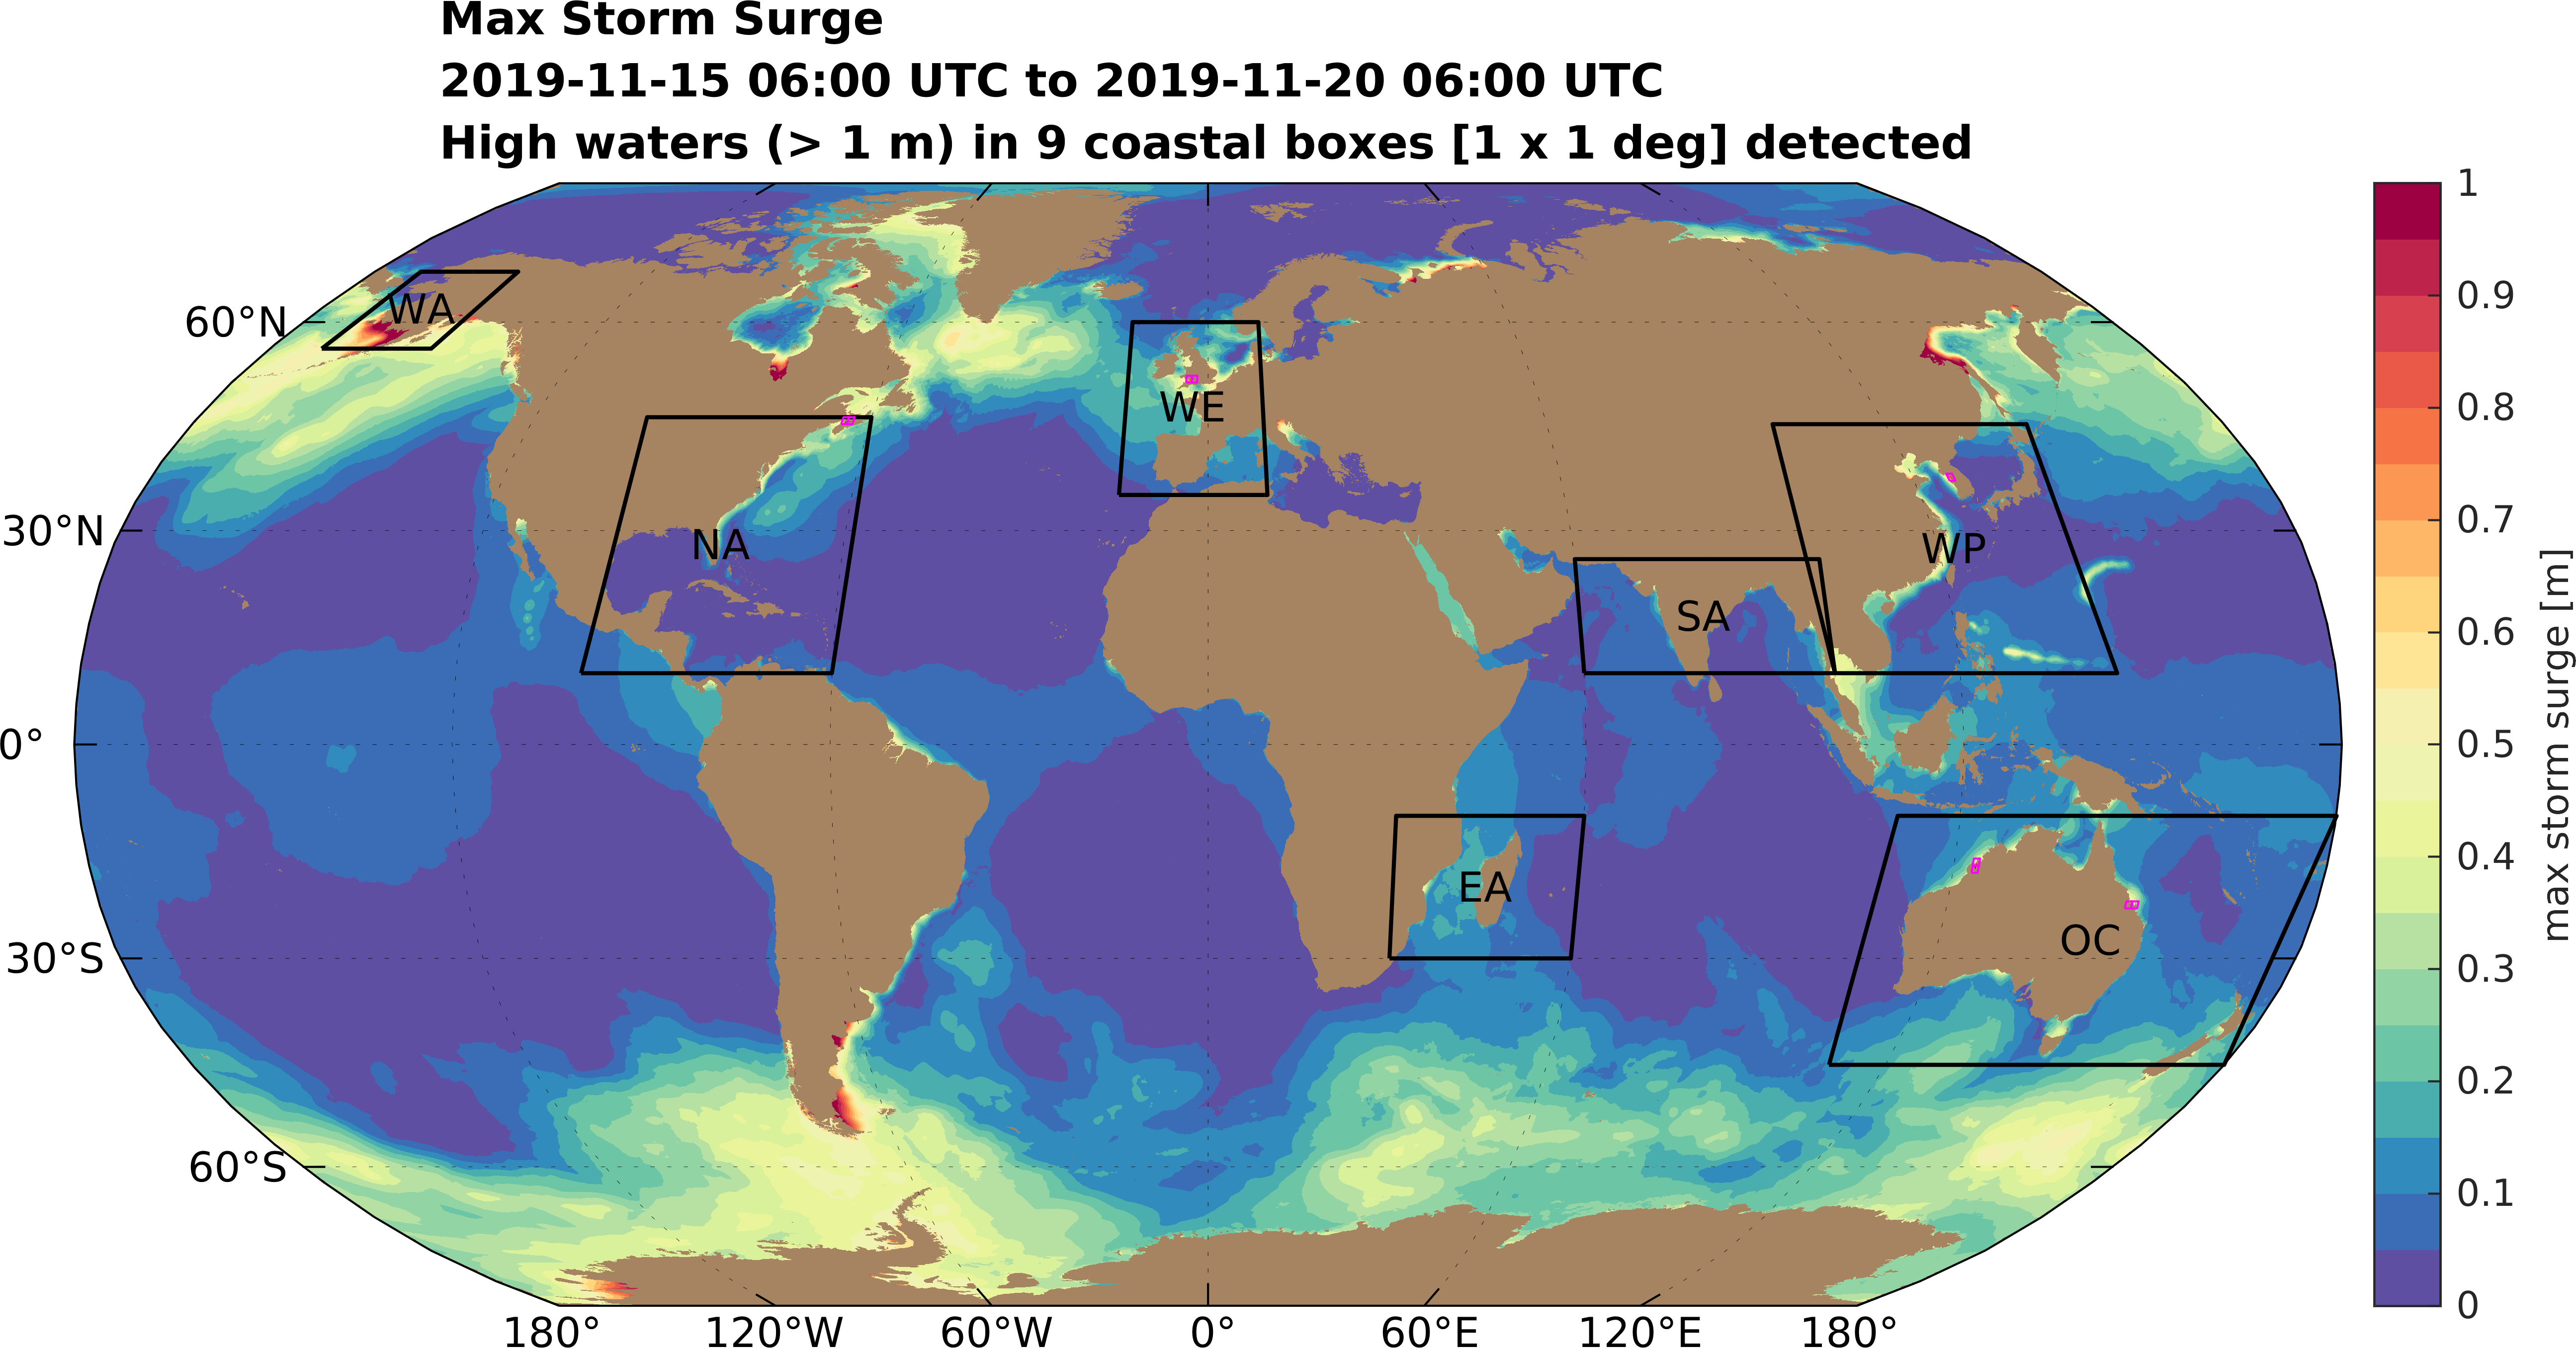 Max Storm Surge
2019-11-15 06:00 UTC to 2019-11-20 06:00 UTC
High waters (> 1 m) in 9 coastal boxes [1 x 1 deg] detected
60°N
30°N
0°
30°S
60°S
180°
120°W
60°W
0°
60°E
120°E
180°
WA
WE
NA
WP
SA
EA
OC
1
0.9
0.8
0.7
0.6
0.5
0.4
0.3
0.2
0.1
0
max storm surge [m]